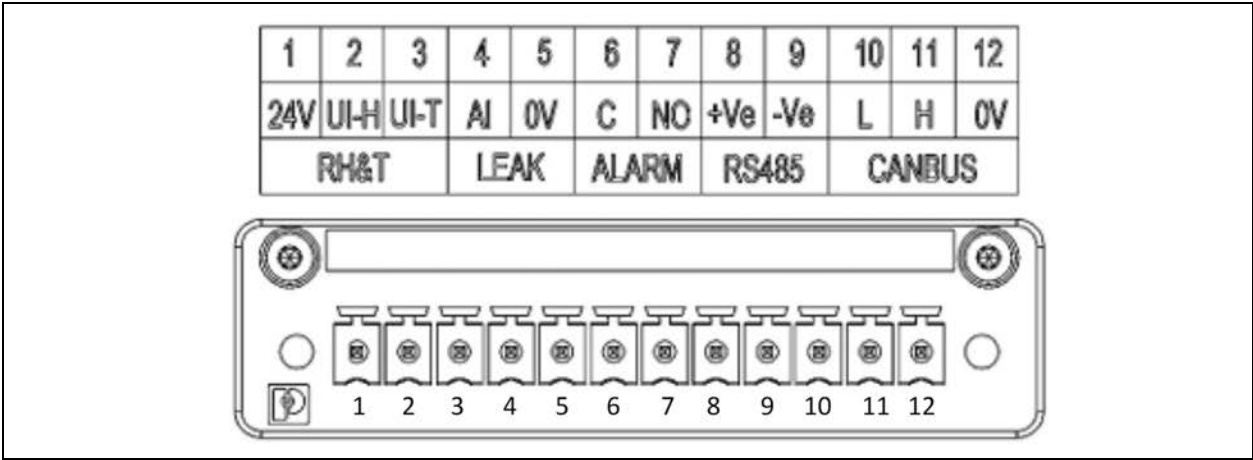 1 2 3 4 5 6 7 8 9 10 11 12
24V UI-H UI-T AI 0V C NO +Ve -Ve L H 0V
RH&T LEAK ALARM RS485 CANBUS
1 2 3 4 5 6 7 8 9 10 11 12